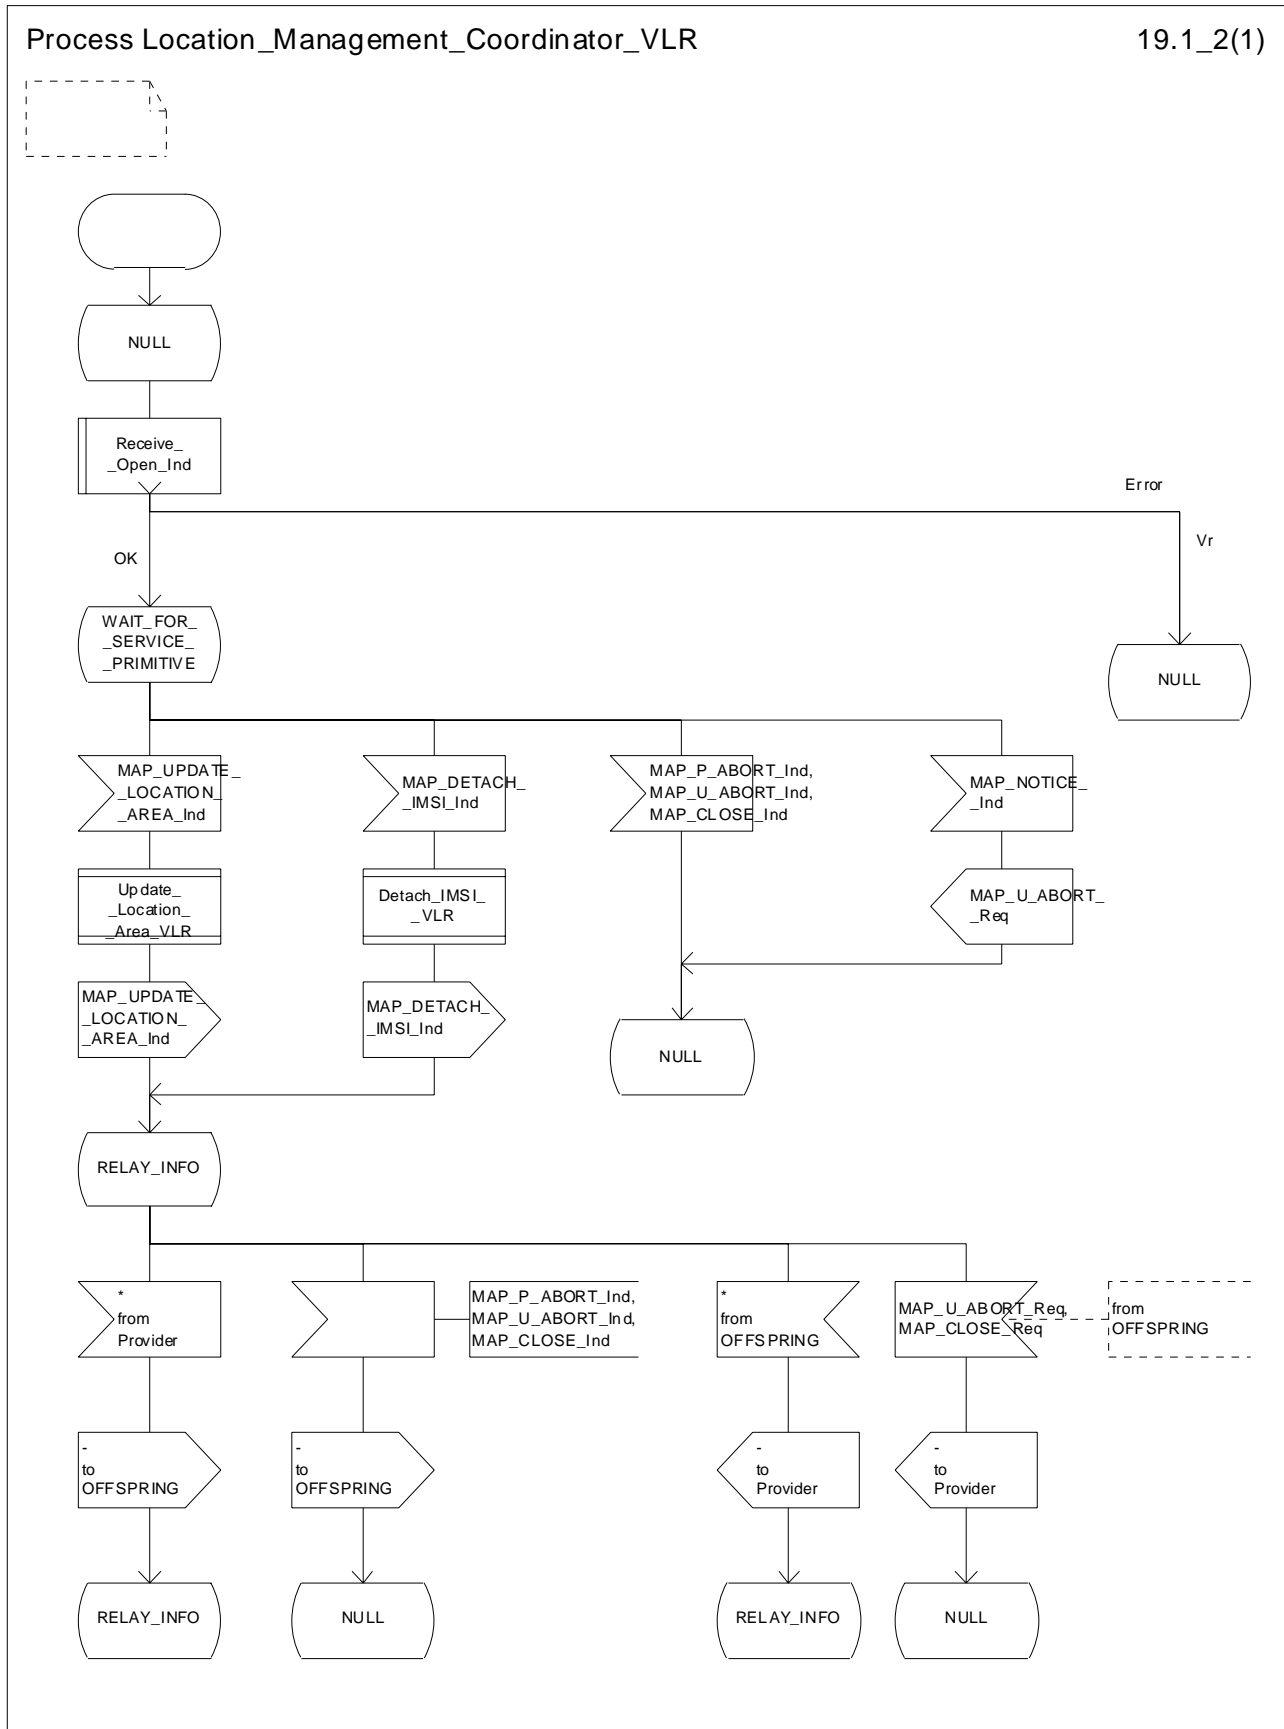 Process Location_Management_Coordinator_VLR
19.1_2(1)
NULL
Receive_
_Open_Ind
Error
Vr
OK
WAIT_FOR_
_SERVICE_
_PRIMITIVE
NULL
MAP_UPDATE_
_LOCATION_
_AREA_Ind
MAP_DETACH_
_IMSI_Ind
MAP_P_ABORT_Ind,
MAP_U_ABORT_Ind,
MAP_CLOSE_Ind
MAP_NOTICE_
_Ind
Update_
_Location_
_Area_VLR
Detach_IMSI_
_VLR
MAP_U_ABORT_
_Req
MAP_UPDATE_
_LOCATION_
_AREA_Ind
MAP_DETACH_
_IMSI_Ind
NULL
RELAY_INFO
*
from
Provider
MAP_P_ABORT_Ind,
MAP_U_ABORT_Ind,
MAP_CLOSE_Ind
*
from
OFFSPRING
MAP_U_ABORT_Req,
MAP_CLOSE_Req
from
OFFSPRING
-
to
OFFSPRING
-
to
OFFSPRING
-
to
Provider
-
to
Provider
RELAY_INFO
NULL
RELAY_INFO
NULL